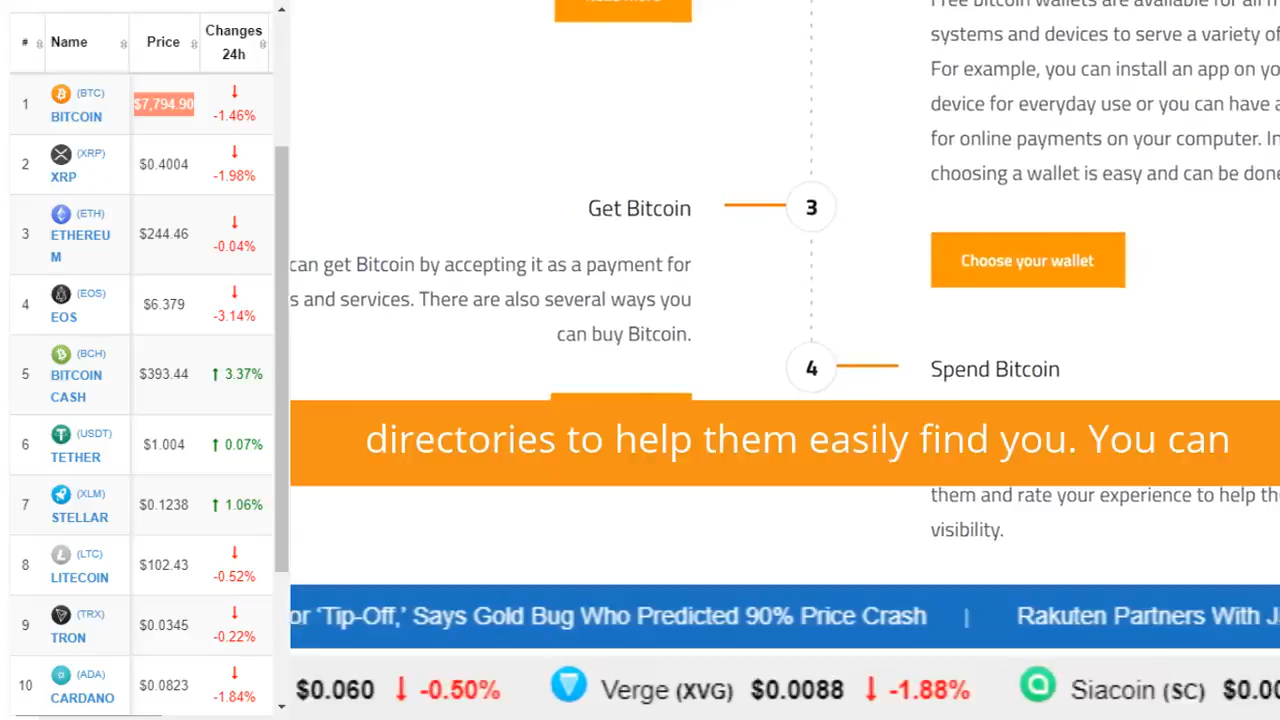 # Name Price Changes 24h
1 (BTC) BITCOIN $7,794.90 ↓ -1.46%
2 (XRP) XRP $0.4004 ↓ -1.98%
3 (ETH) ETHEREU M $244.46 ↓ -0.04%
4 (EOS) EOS $6.379 ↓ -3.14%
5 (BCH) BITCOIN CASH $393.44 ↑ 3.37%
6 (USDT) TETHER $1.004 ↑ 0.07%
7 (XLM) STELLAR $0.1238 ↑ 1.06%
8 (LTC) LITECOIN $102.43 ↓ -0.52%
9 (TRX) TRON $0.0345 ↓ -0.22%
10 (ADA) CARDANO $0.0823 ↓ -1.84%
Get Bitcoin
can get Bitcoin by accepting it as a payment for
s and services. There are also several ways you
can buy Bitcoin.
3
systems and devices to serve a variety of
For example, you can install an app on yo
device for everyday use or you can have a
for online payments on your computer. In
choosing a wallet is easy and can be done
Choose your wallet
4
Spend Bitcoin
directories to help them easily find you. You can
them and rate your experience to help th
visibility.
or 'Tip-Off,' Says Gold Bug Who Predicted 90% Price Crash | Rakuten Partners With J
$0.060 ↓ -0.50% Verge (XVG) $0.0088 ↓ -1.88% Siacoin (SC) $0.00